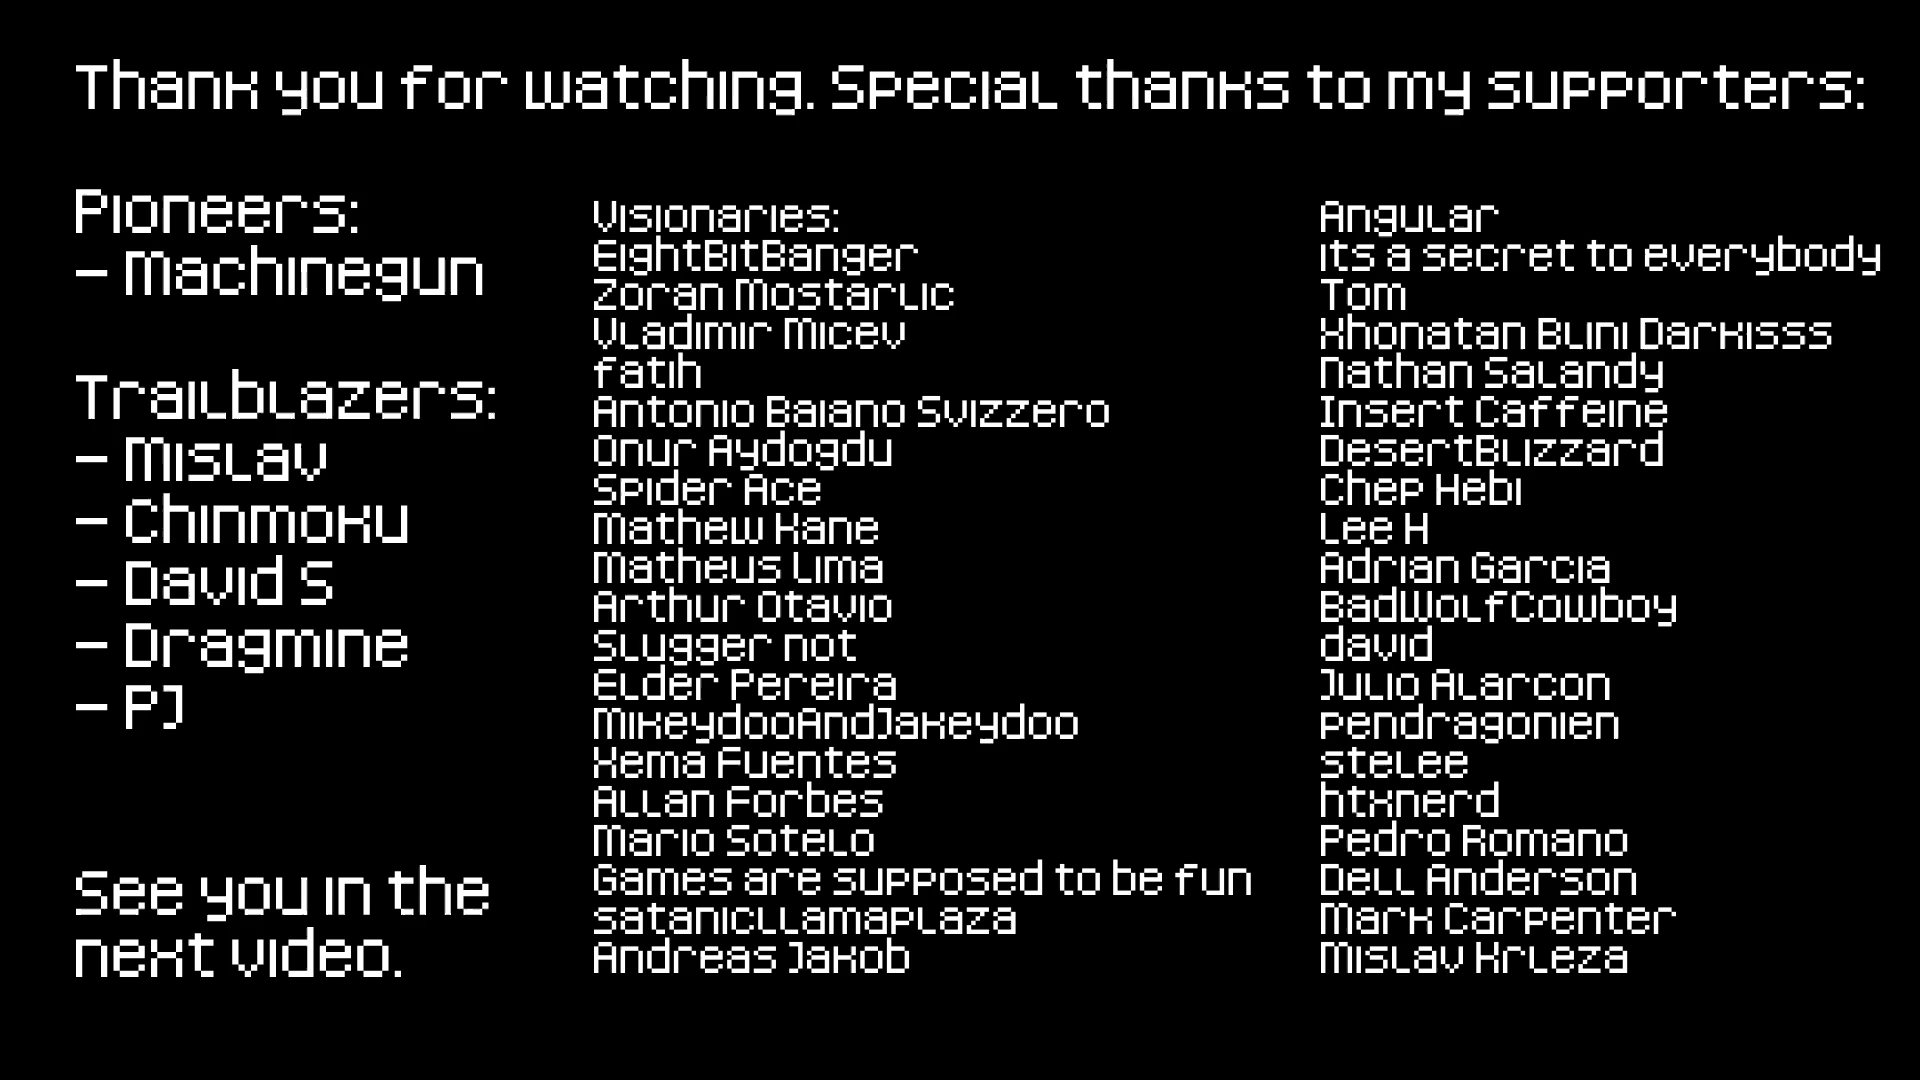 Thank you for watching. Special thanks to my supporters:
Pioneers:
- Machinegun
Trailblazers:
- Mislav
- Chinmoku
- David S
- Dragmine
- PJ
See you in the
next video.
Visionaries:
EightBitBanger
Zoran Mostarlic
Vladimir Micev
fatih
Antonio Baiano Svizzero
Onur Aydogdu
Spider Ace
Mathew Kane
Matheus Lima
Arthur Otavio
Slygger not
Elder Pereira
MikeydooAndJakeydoo
Xema Fuentes
Allan Forbes
Mario Sotelo
Games are supposed to be fun
satanicllamaplaza
Andreas Jakob
Angular
its a secret to everybody
Tom
Xhonatan Blini Darkisss
Nathan Salandy
Insert Caffeine
DesertBlizzard
Chep Hebi
Lee H
Adrian Garcia
BadWolfCowboy
david
Julio Alarcon
pendragonien
stelee
htxnerd
Pedro Romano
Dell Anderson
Mark Carpenter
Mislav Krleza